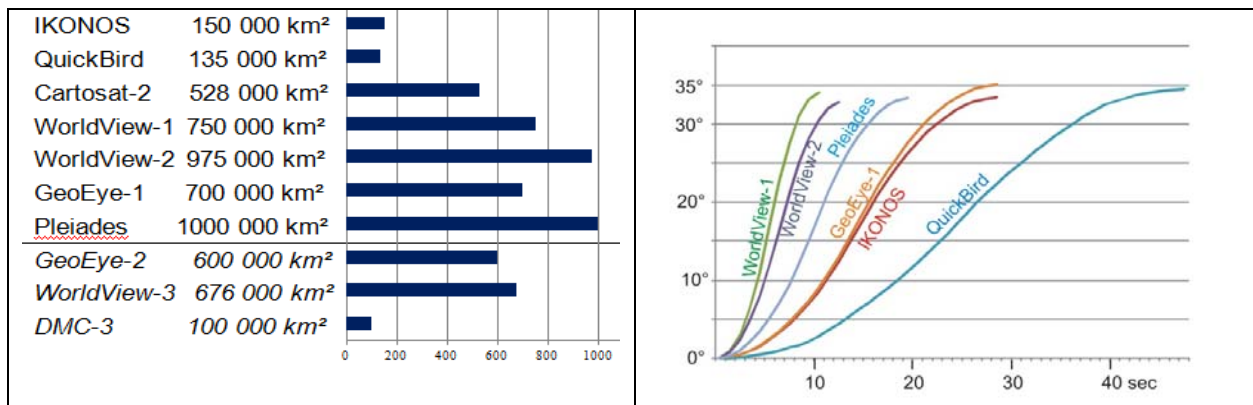 IKONOS 150 000 km²
QuickBird 135 000 km²
Cartosat-2 528 000 km²
WorldView-1 750 000 km²
WorldView-2 975 000 km²
GeoEye-1 700 000 km²
Pleiades 1000 000 km²
GeoEye-2 600 000 km²
WorldView-3 676 000 km²
DMC-3 100 000 km²
0 200 400 600 800 1000
35°
30°
20°
10°
0°
WorldView-1
WorldView-2
Pleiades
GeoEye-1
IKONOS
QuickBird
10 20 30 40 sec